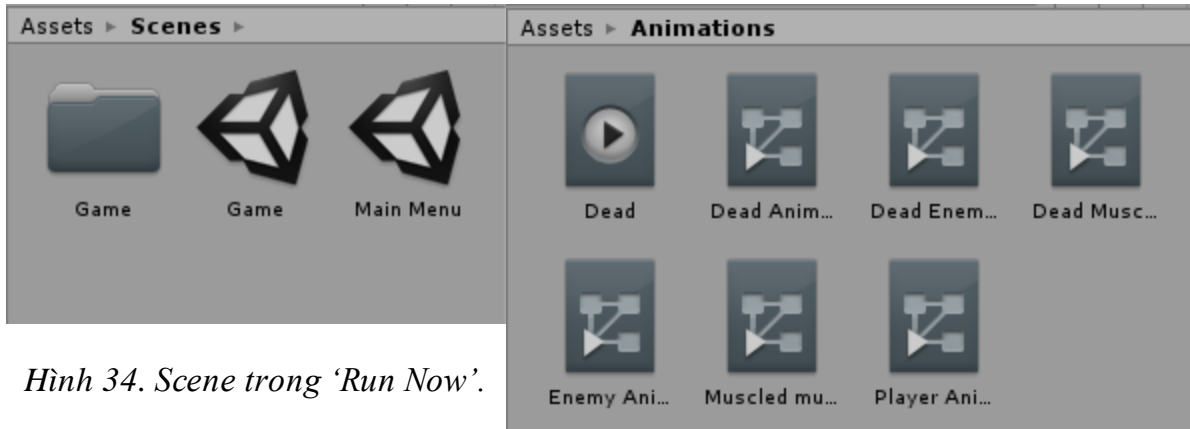 Assets ▸ Scenes ▸
Game
Game
Main Menu
Hình 34. Scene trong ‘Run Now’.
Assets ▸ Animations
Dead
Dead Anim...
Dead Enem...
Dead Musc...
Enemy Ani...
Muscled mu...
Player Ani...